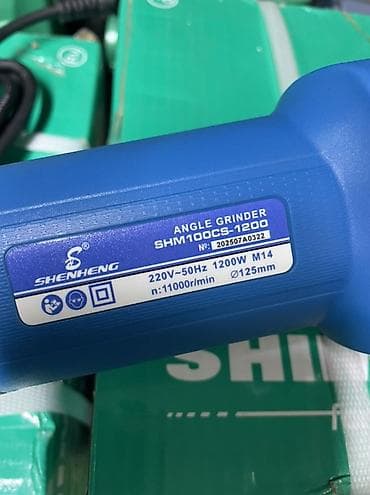 ANGLE GRINDER
SHM100CS-1200
Nº: 202507A0322
SHENHENG
®
220V~50Hz 1200W M14
n:11000r/min Ø125mm
SHI